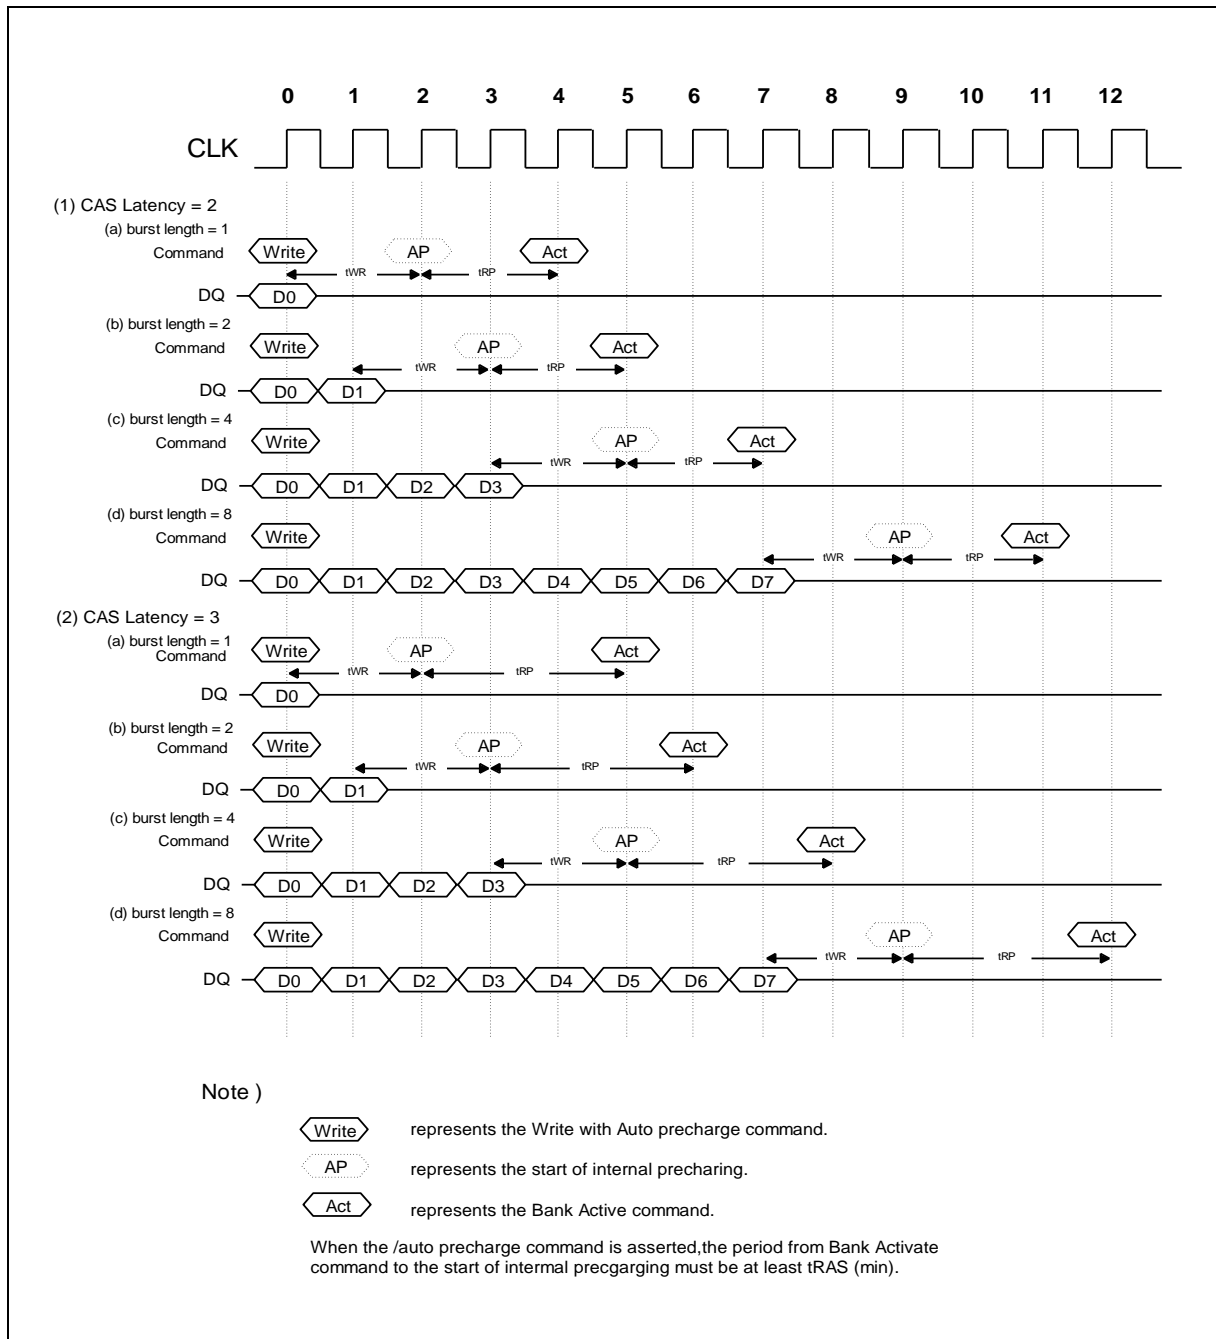 0 1 2 3 4 5 6 7 8 9 10 11 12
CLK
(1) CAS Latency = 2
(a) burst length = 1
Command Write AP Act
tWR tRP
DQ D0
(b) burst length = 2
Command Write AP Act
tWR tRP
DQ D0 D1
(c) burst length = 4
Command Write AP Act
tWR tRP
DQ D0 D1 D2 D3
(d) burst length = 8
Command Write AP Act
tWR tRP
DQ D0 D1 D2 D3 D4 D5 D6 D7
(2) CAS Latency = 3
(a) burst length = 1
Command Write AP Act
tWR tRP
DQ D0
(b) burst length = 2
Command Write AP Act
tWR tRP
DQ D0 D1
(c) burst length = 4
Command Write AP Act
tWR tRP
DQ D0 D1 D2 D3
(d) burst length = 8
Command Write AP Act
tWR tRP
DQ D0 D1 D2 D3 D4 D5 D6 D7
Note )
Write represents the Write with Auto precharge command.
AP represents the start of internal precharing.
Act represents the Bank Active command.
When the /auto precharge command is asserted,the period from Bank Activate
command to the start of intermal precgarging must be at least tRAS (min).